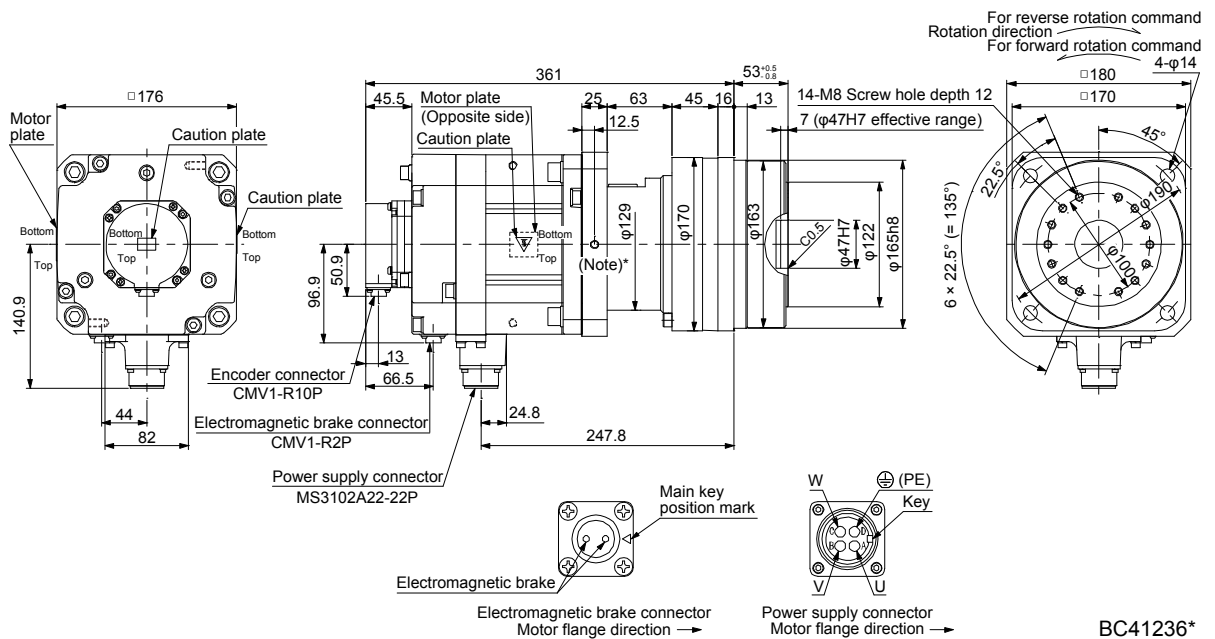 For reverse rotation command
Rotation direction
For forward rotation command
4-φ14
□176
Motor
plate
Caution plate
Caution plate
Bottom
Top
Bottom
Top
Bottom
Top
140.9
44
82
361
53 +0.5 -0.8
45.5
Motor plate
(Opposite side)
Caution plate
25
63
45
16
13
12.5
14-M8 Screw hole depth 12
7 (φ47H7 effective range)
Bottom
Top
(Note)*
φ129
φ170
φ163
C0.5
φ47H7
φ122
φ165h8
96.9
50.9
13
66.5
24.8
247.8
Encoder connector
CMV1-R10P
Electromagnetic brake connector
CMV1-R2P
Power supply connector
MS3102A22-22P
□180
□170
45°
22.5°
6 × 22.5° (= 135°)
φ190
φ100
Main key
position mark
Electromagnetic brake
Electromagnetic brake connector
Motor flange direction →
W
(PE)
Key
C
D
B
A
V
U
Power supply connector
Motor flange direction →
BC41236*